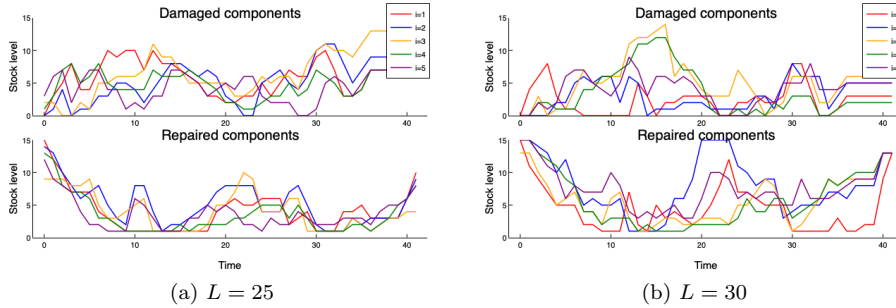 Damaged components
Stock level
15
10
5
0
0
10
20
30
40
i=1
i=2
i=3
i=4
i=5
Repaired components
Stock level
15
10
5
0
0
10
20
30
40
Time
(a) L = 25
Damaged components
Stock level
15
10
5
0
0
10
20
30
40
i=
i=
i=
i=
i=
Repaired components
Stock level
15
10
5
0
0
10
20
30
40
Time
(b) L = 30